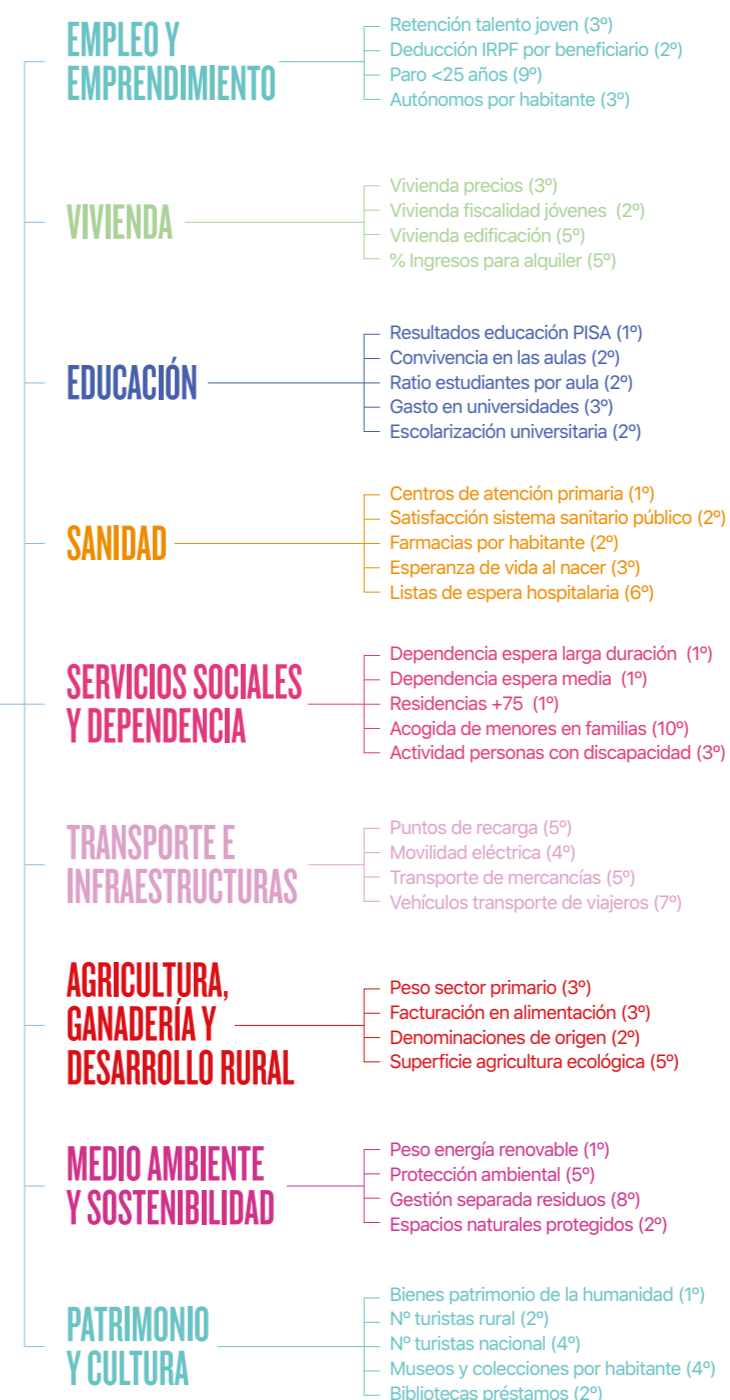 EMPLEO Y
EMPRENDIMIENTO
Retención talento joven (3º)
Deducción IRPF por beneficiario (2º)
Paro <25 años (9º)
Autónomos por habitante (3º)
VIVIENDA
Vivienda precios (3º)
Vivienda fiscalidad jóvenes (2º)
Vivienda edificación (5º)
% Ingresos para alquiler (5º)
EDUCACIÓN
Resultados educación PISA (1º)
Convivencia en las aulas (2º)
Ratio estudiantes por aula (2º)
Gasto en universidades (3º)
Escolarización universitaria (2º)
SANIDAD
Centros de atención primaria (1º)
Satisfacción sistema sanitario público (2º)
Farmacias por habitante (2º)
Esperanza de vida al nacer (3º)
Listas de espera hospitalaria (6º)
SERVICIOS SOCIALES
Y DEPENDENCIA
Dependencia espera larga duración (1º)
Dependencia espera media (1º)
Residencias +75 (1º)
Acogida de menores en familias (10º)
Actividad personas con discapacidad (3º)
TRANSPORTE E
INFRAESTRUCTURAS
Puntos de recarga (5º)
Movilidad eléctrica (4º)
Transporte de mercancías (5º)
Vehículos transporte de viajeros (7º)
AGRICULTURA,
GANADERÍA Y
DESARROLLO RURAL
Peso sector primario (3º)
Facturación en alimentación (3º)
Denominaciones de origen (2º)
Superficie agricultura ecológica (5º)
MEDIO AMBIENTE
Y SOSTENIBILIDAD
Peso energía renovable (1º)
Protección ambiental (5º)
Gestión separada residuos (8º)
Espacios naturales protegidos (2º)
PATRIMONIO
Y CULTURA
Bienes patrimonio de la humanidad (1º)
Nº turistas rural (2º)
Nº turistas nacional (4º)
Museos y colecciones por habitante (4º)
Bibliotecas préstamos (2º)